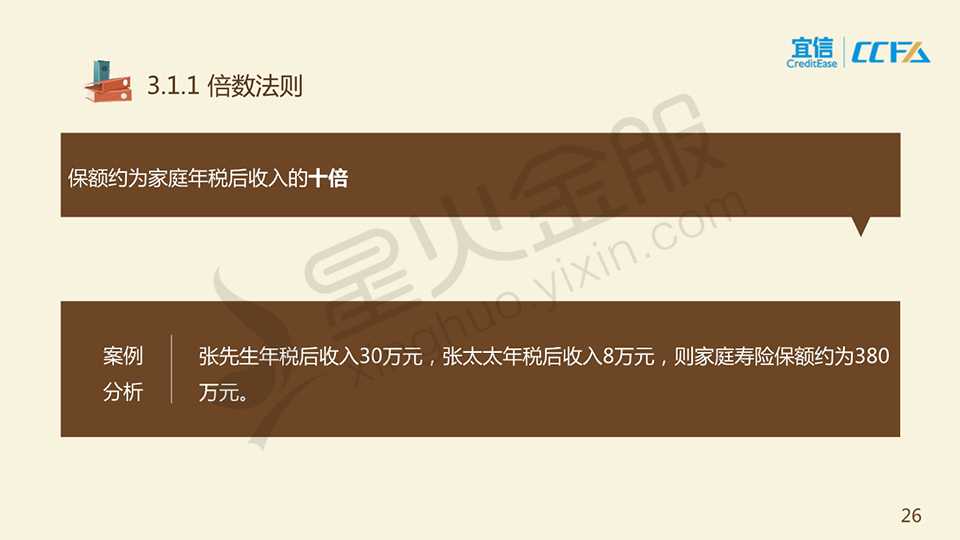 宜信
CreditEase
CCFA
3.1.1 倍数法则
保额约为家庭年税后收入的十倍
星火金服
xinghuo.yixin.com
案例
分析
张先生年税后收入30万元，张太太年税后收入8万元，则家庭寿险保额约为380
万元。
26